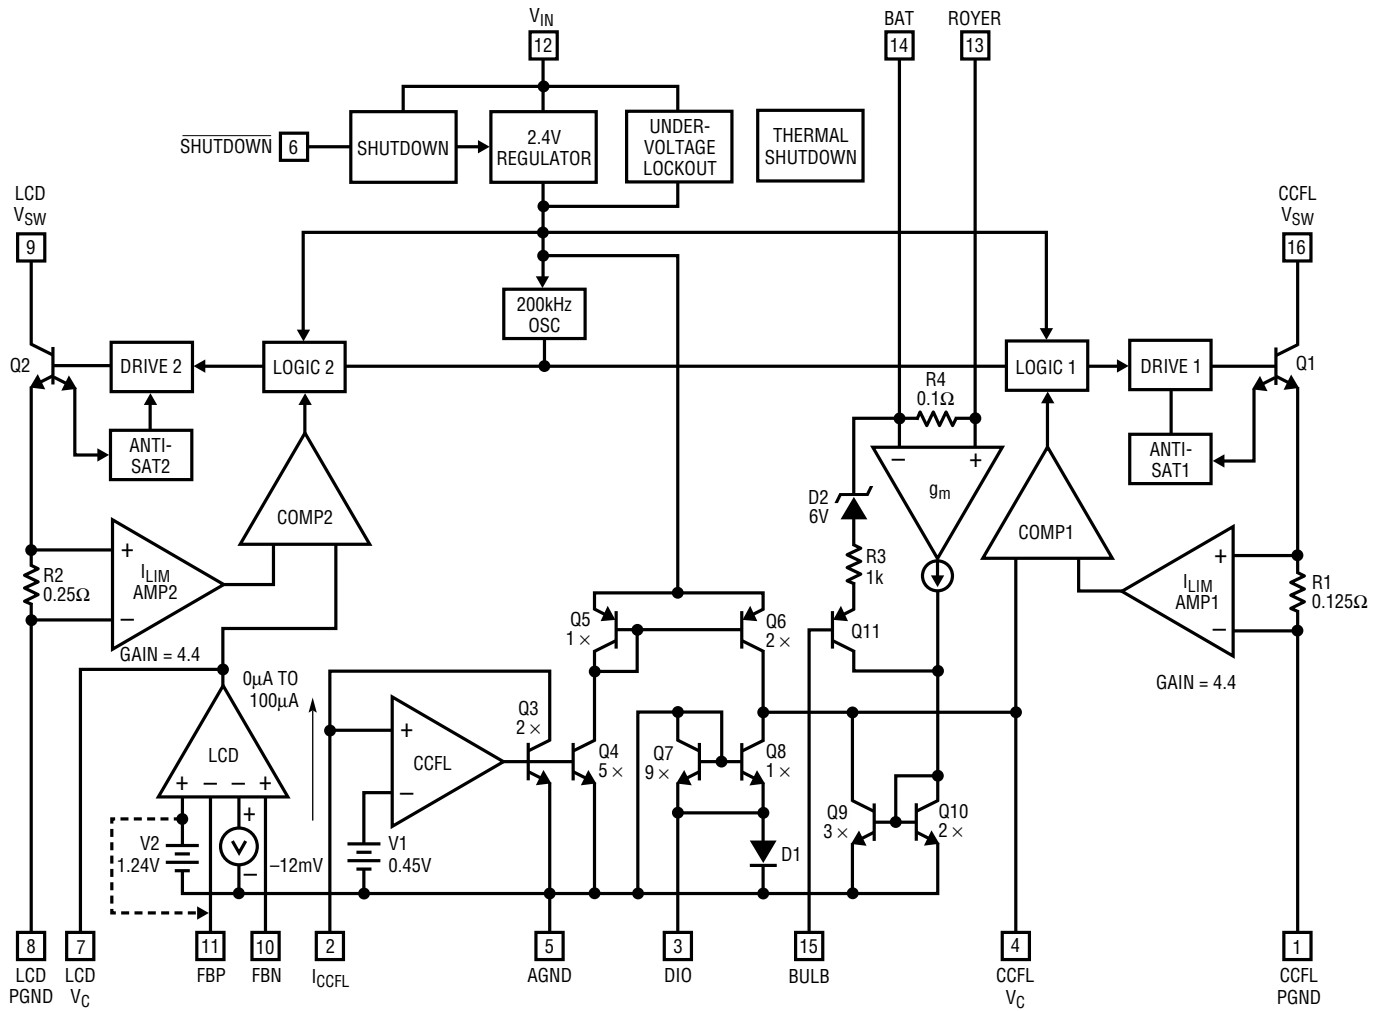 VIN
12
BAT
14
ROYER
13
SHUTDOWN
6
SHUTDOWN
2.4V
REGULATOR
UNDER-
VOLTAGE
LOCKOUT
THERMAL
SHUTDOWN
LCD
VSW
9
CCFL
VSW
16
200kHz
OSC
Q2
DRIVE 2
LOGIC 2
LOGIC 1
DRIVE 1
Q1
R4
0.1Ω
ANTI-
SAT2
ANTI-
SAT1
–
+
gm
D2
6V
COMP2
COMP1
R3
1k
+
ILIM
AMP2
–
R2
0.25Ω
GAIN = 4.4
+
ILIM
AMP1
–
R1
0.125Ω
GAIN = 4.4
Q5
1 ×
Q6
2 ×
Q11
0µA TO
100µA
LCD
+ – – +
Q3
2 ×
+
CCFL
–
Q4
5 ×
Q7
9 ×
Q8
1 ×
Q9
3 ×
Q10
2 ×
V2
1.24V
+
V
–
–12mV
V1
0.45V
D1
8
7
11
10
2
5
3
15
4
1
LCD
PGND
LCD
VC
FBP
FBN
ICCFL
AGND
DIO
BULB
CCFL
VC
CCFL
PGND